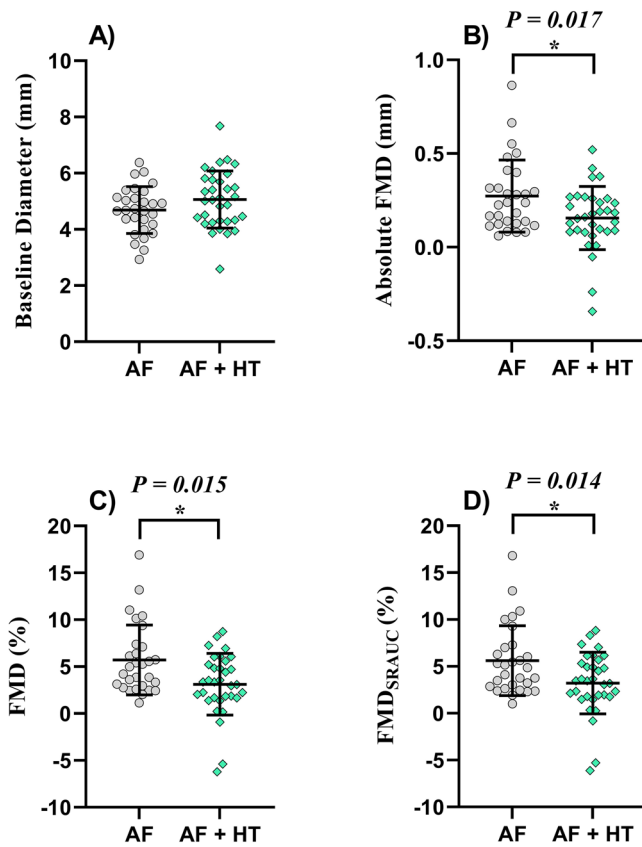 A)
Baseline Diameter (mm)
10
8
6
4
2
0
AF
AF + HT
B)
P = 0.017
*
Absolute FMD (mm)
1.0
0.5
0.0
-0.5
AF
AF + HT
C)
P = 0.015
*
FMD (%)
20
15
10
5
0
-5
-10
AF
AF + HT
D)
P = 0.014
*
FMDSRAUC (%)
20
15
10
5
0
-5
-10
AF
AF + HT